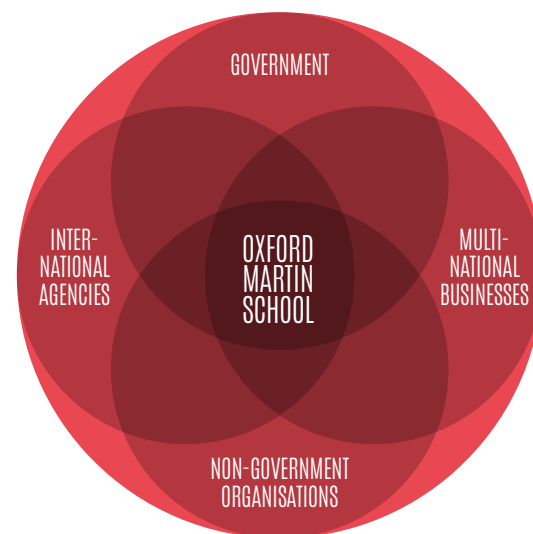 GOVERNMENT
INTER-
NATIONAL
AGENCIES
OXFORD
MARTIN
SCHOOL
MULTI-
NATIONAL
BUSINESSES
NON-GOVERNMENT
ORGANISATIONS